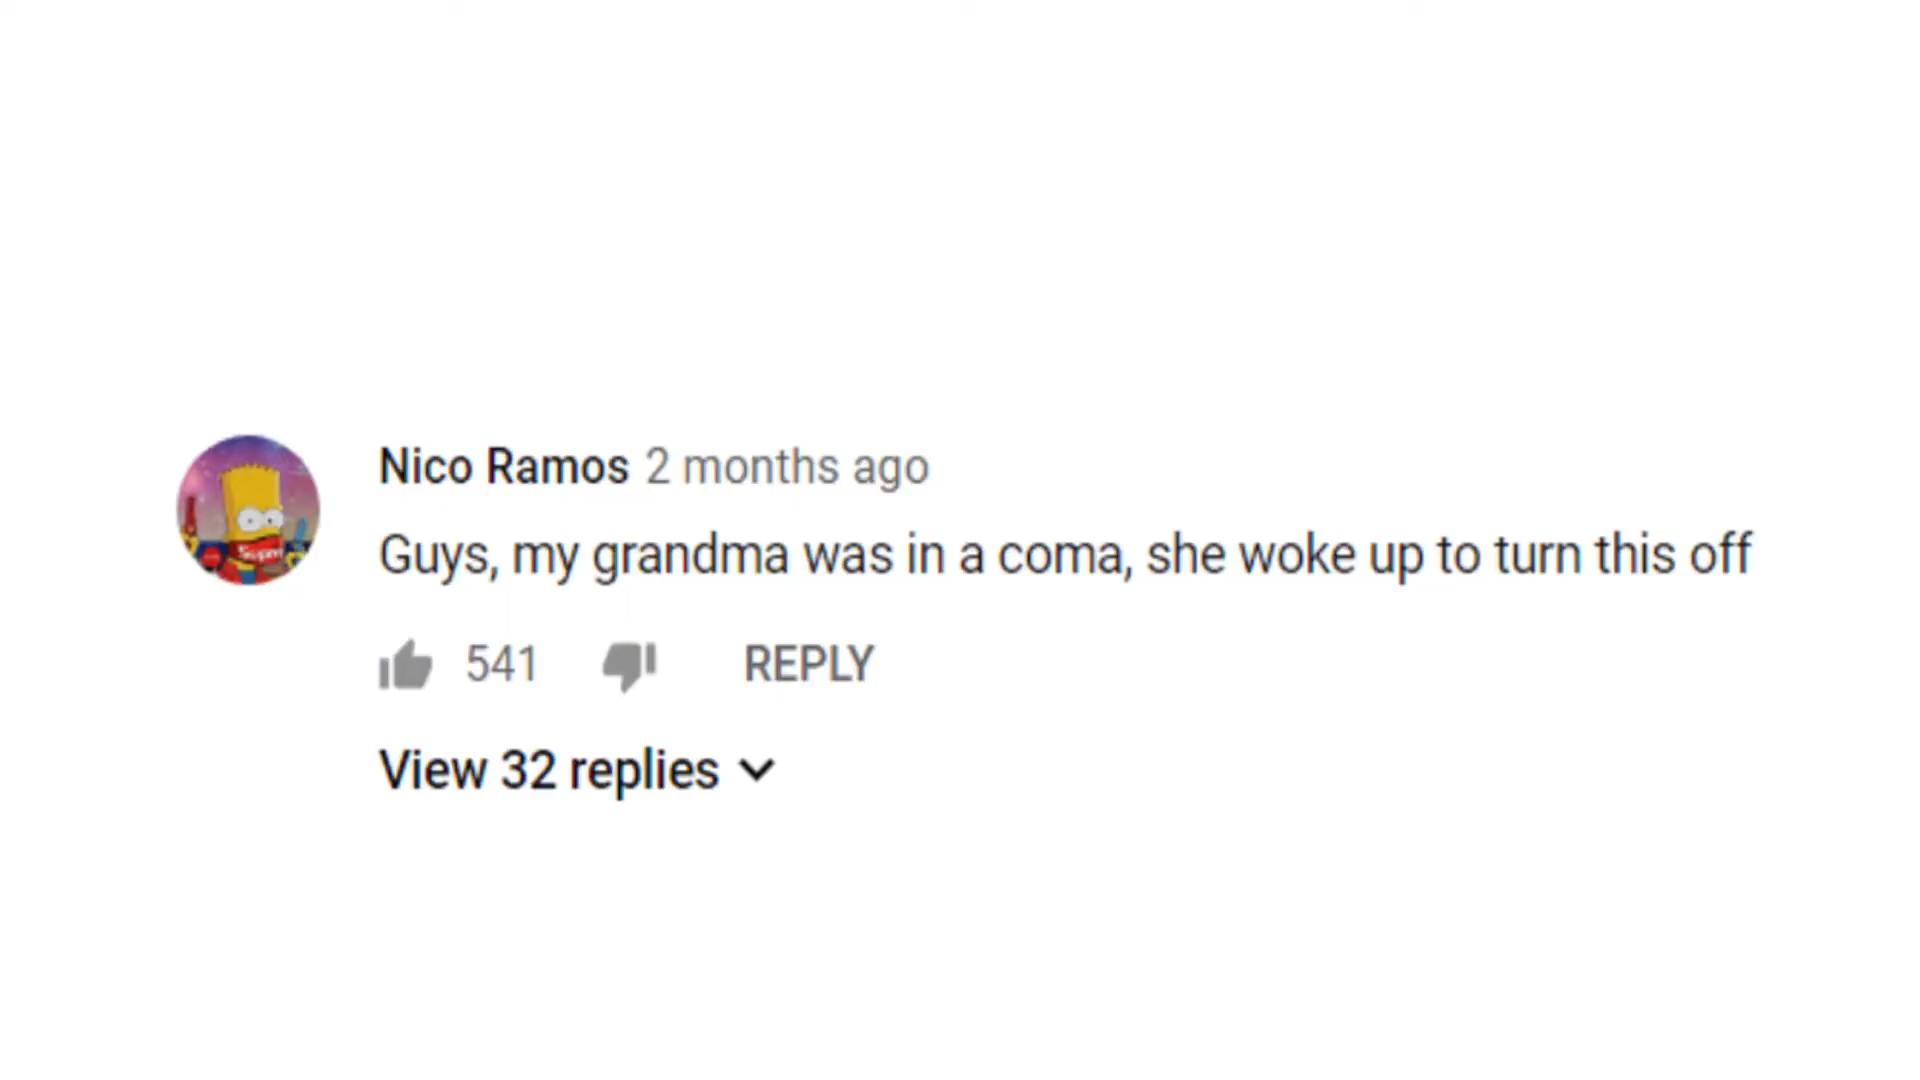 Nico Ramos 2 months ago
Guys, my grandma was in a coma, she woke up to turn this off
541 REPLY
View 32 replies